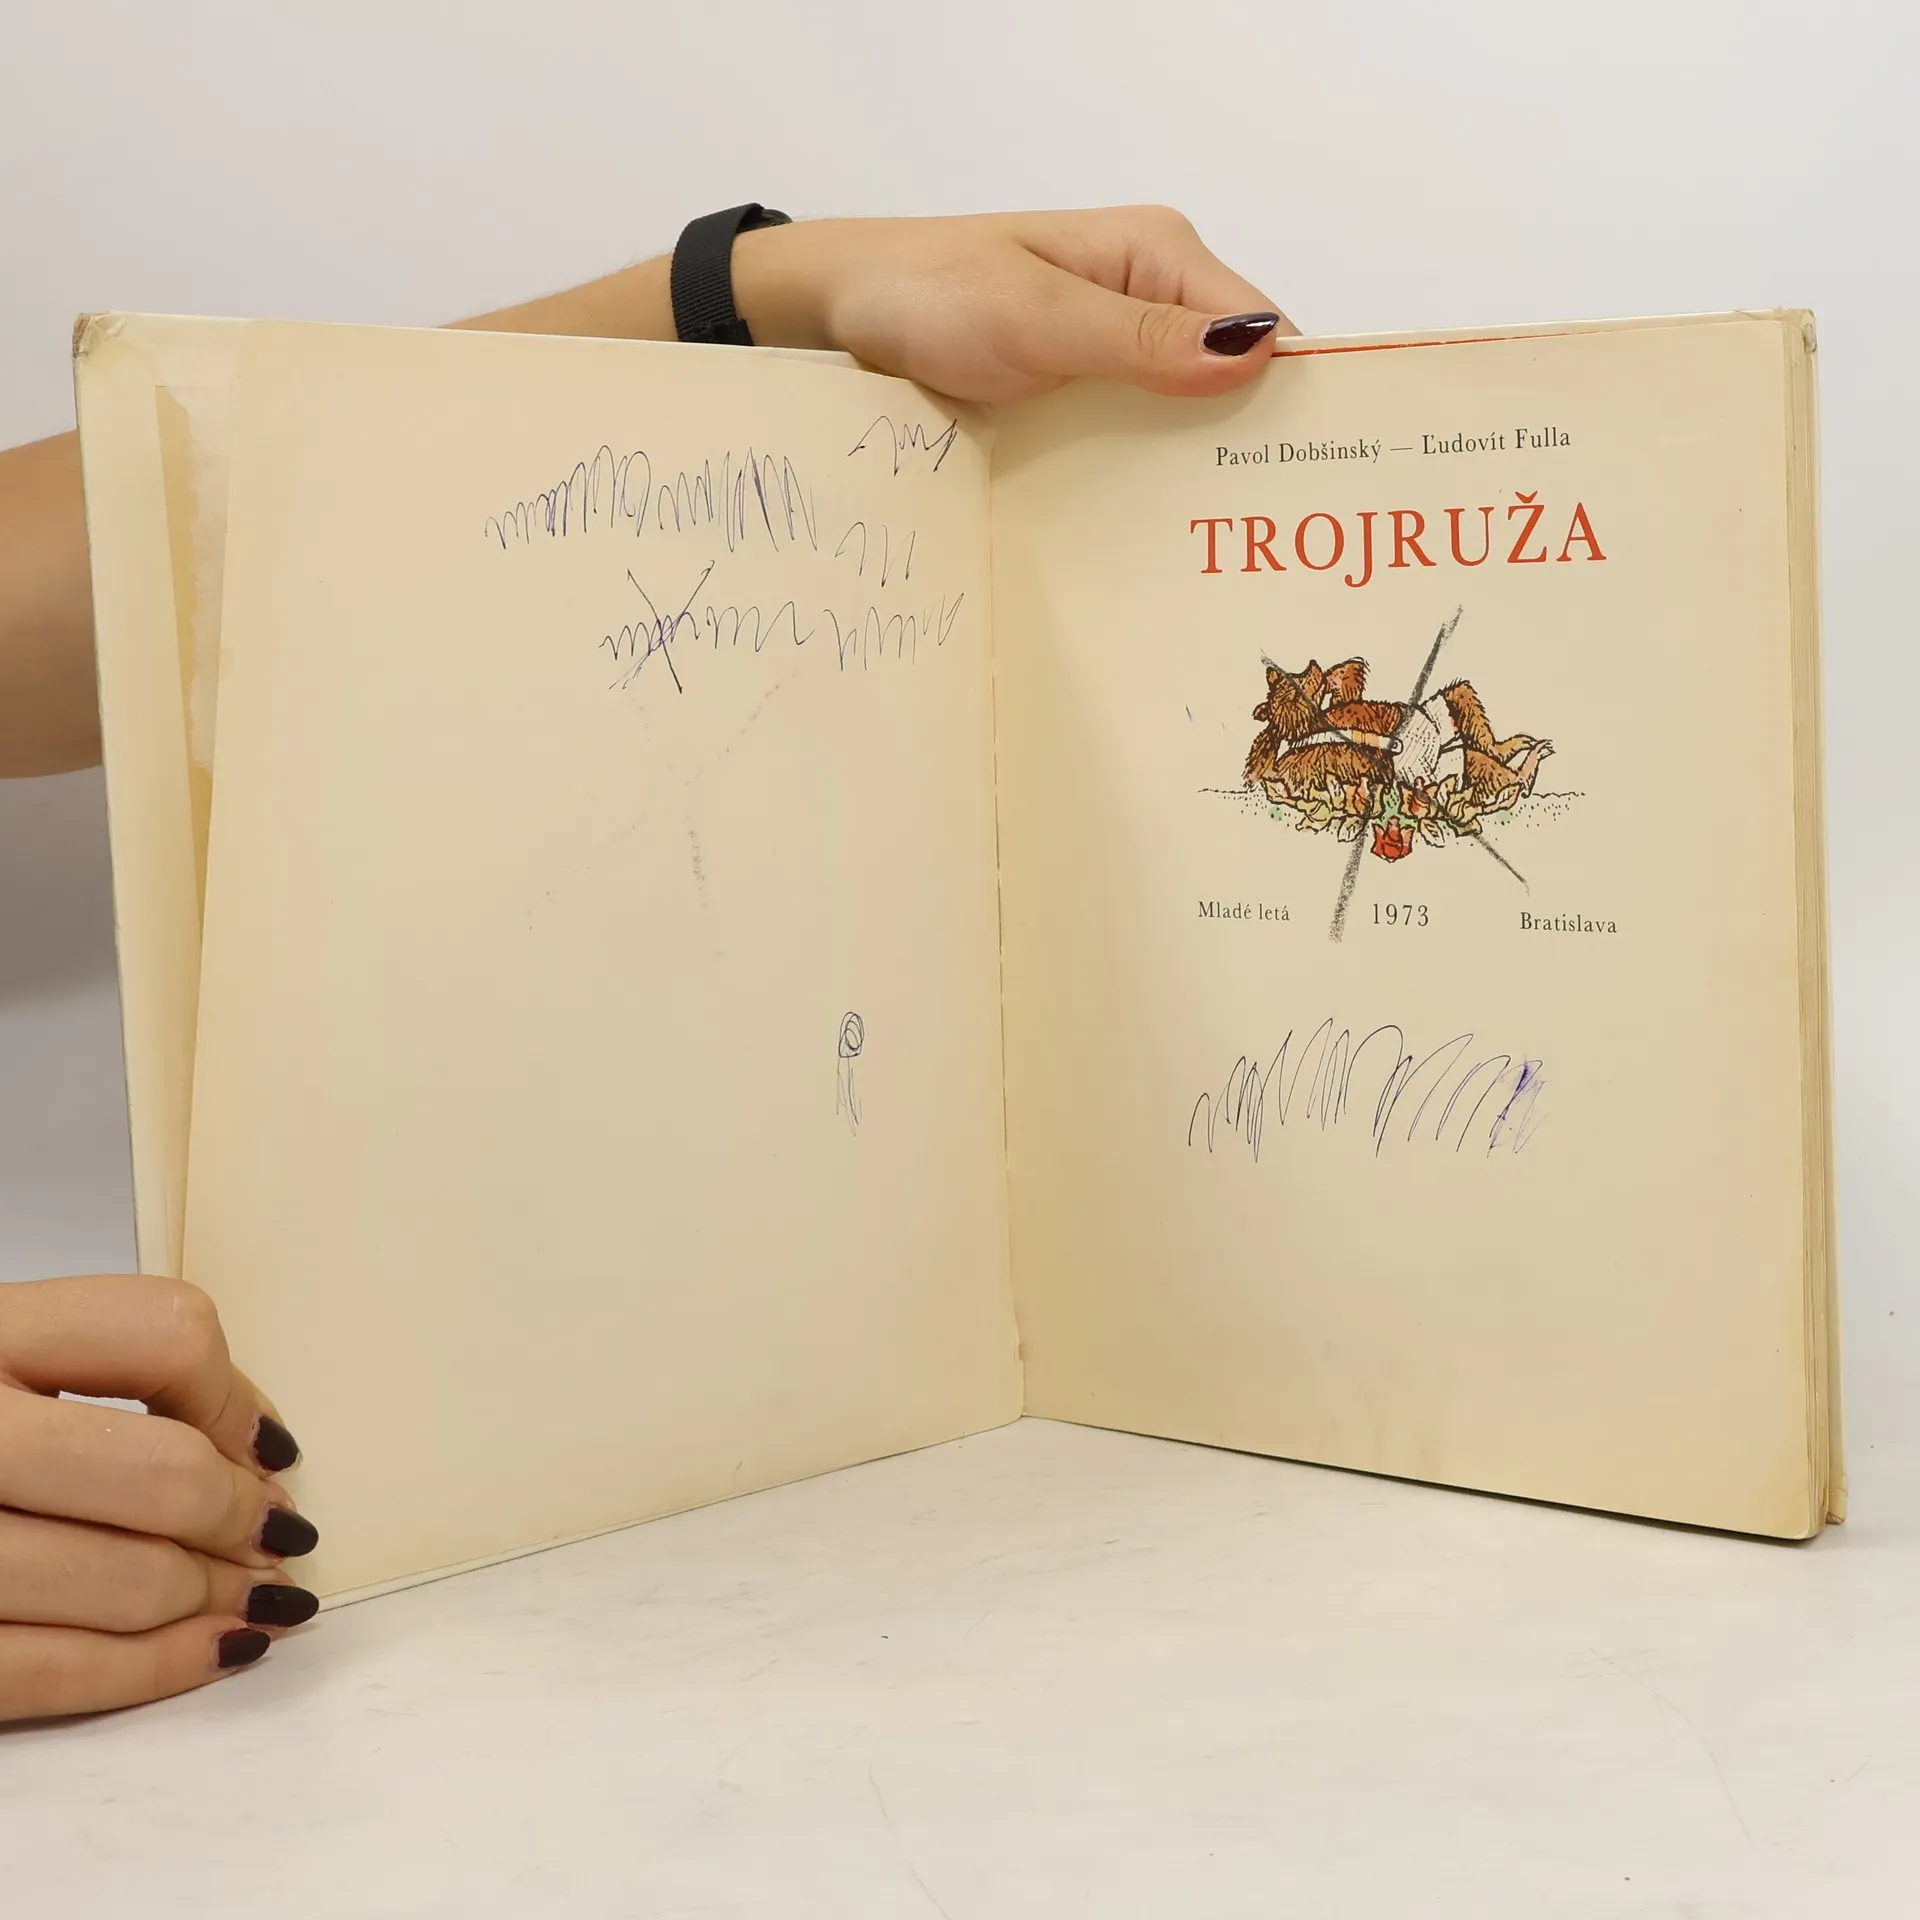 Pavol Dobšinský — Ľudovít Fulla
TROJRUŽA
Mladé letá 1973 Bratislava